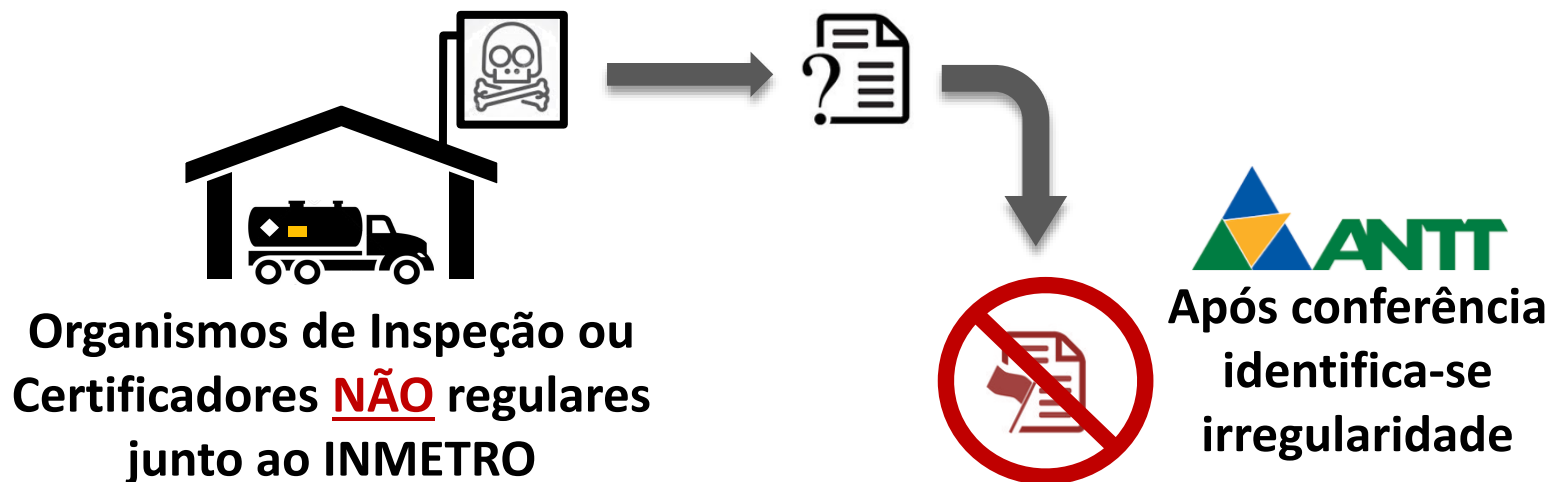 Organismos de Inspeção ou
Certificadores NÃO regulares
junto ao INMETRO
?
ANTT
Após conferência
identifica-se
irregularidade